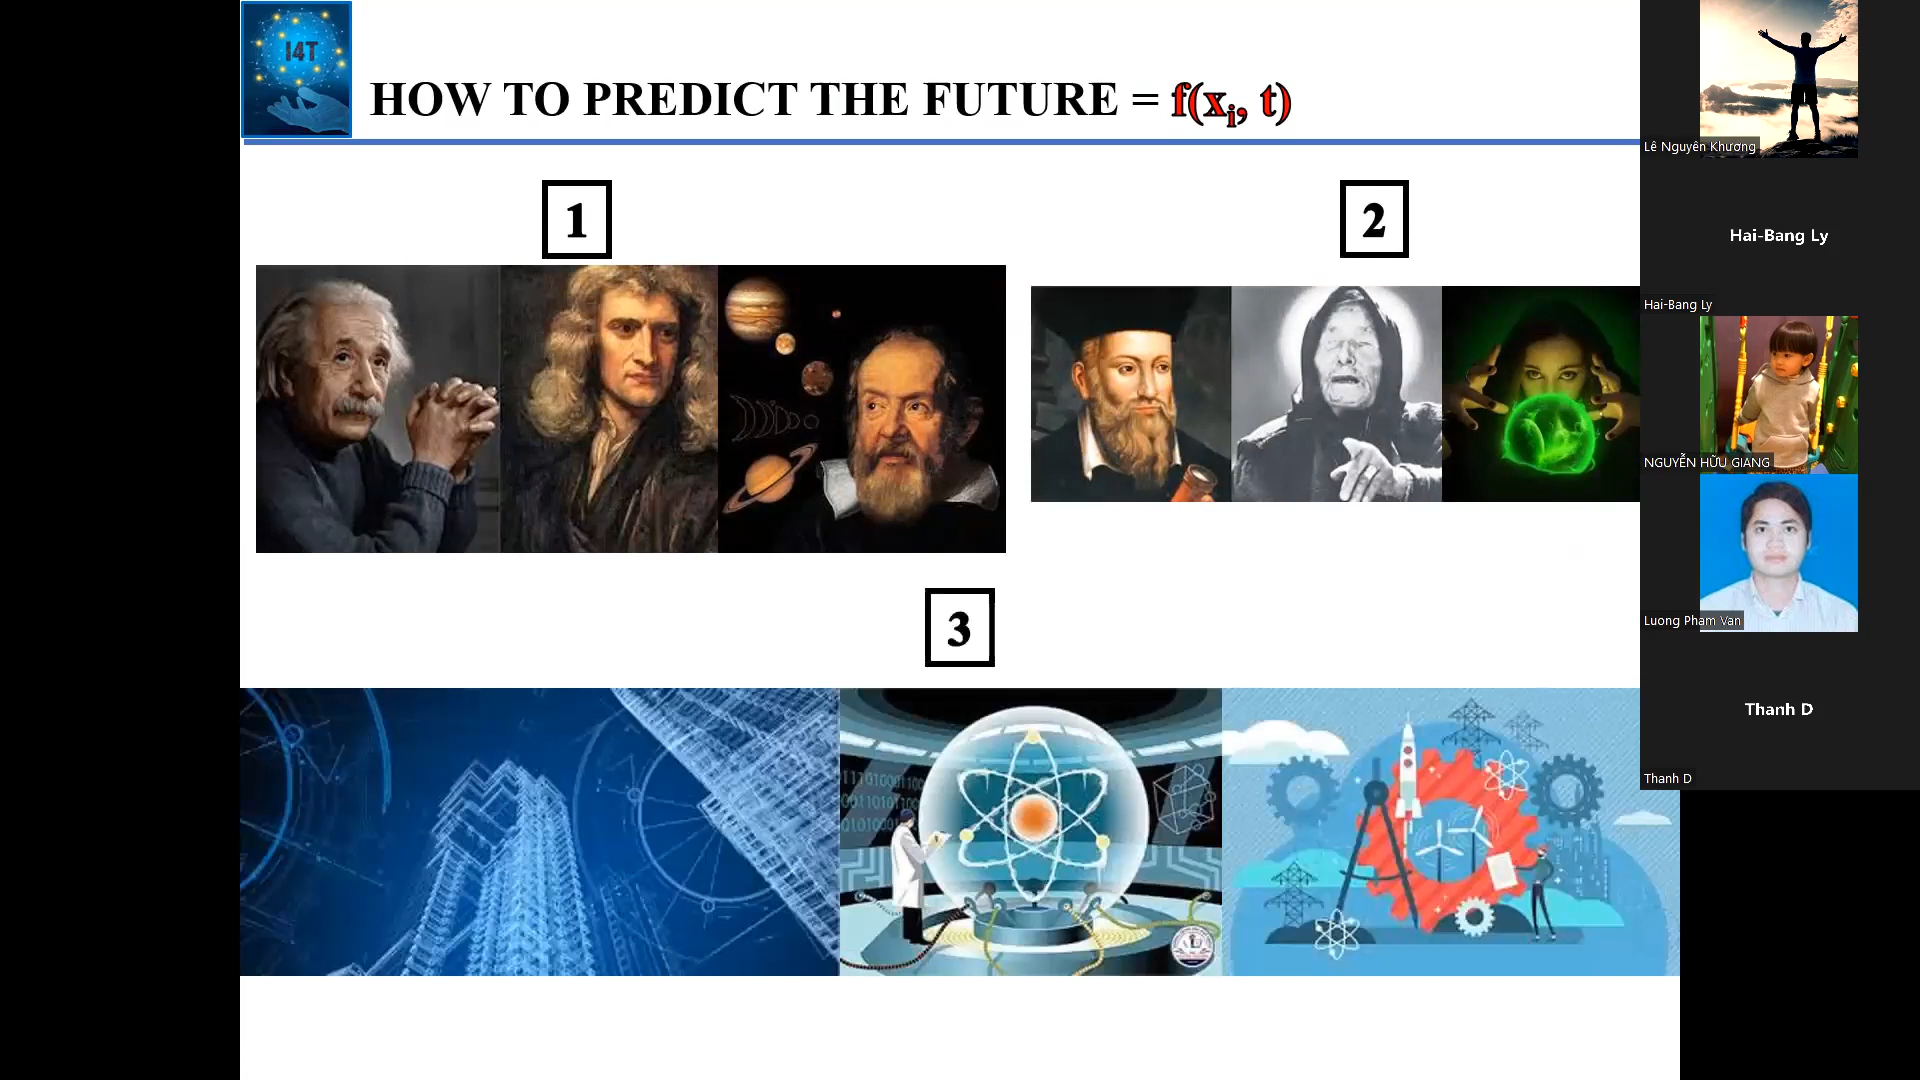 I4T
HOW TO PREDICT THE FUTURE = f(xᵢ, t)
1
2
3
Lê Nguyên Khương
Hai-Bang Ly
Hai-Bang Ly
NGUYỄN HỮU GIANG
Luong Pham Van
Thanh D
Thanh D